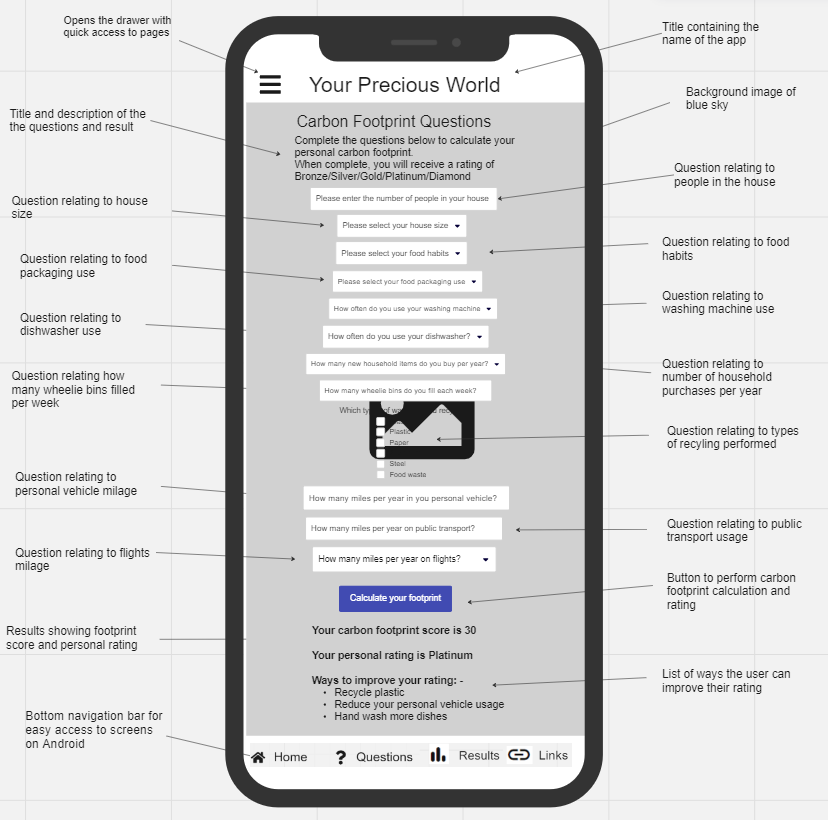 Opens the drawer with
quick access to pages
Title containing the
name of the app
Your Precious World
Background image of
blue sky
Title and description of the
the questions and result
Carbon Footprint Questions
Complete the questions below to calculate your
personal carbon footprint.
When complete, you will receive a rating of
Bronze/Silver/Gold/Platinum/Diamond
Question relating to
people in the house
Please enter the number of people in your house
Question relating to house
size
Please select your house size
Question relating to food
habits
Please select your food habits
Question relating to food
packaging use
Please select your food packaging use
Question relating to
washing machine use
How often do you use your washing machine
Question relating to
dishwasher use
How often do you use your dishwasher?
Question relating to
number of household
purchases per year
How many new household items do you buy per year?
Question relating how
many wheelie bins filled
per week
How many wheelie bins do you fill each week?
Question relating to types
of recyling performed
Which
Plastic
Paper
Steel
Food waste
Question relating to
personal vehicle milage
How many miles per year in you personal vehicle?
Question relating to public
transport usage
How many miles per year on public transport?
Question relating to flights
milage
How many miles per year on flights?
Button to perform carbon
footprint calculation and
rating
Calculate your footprint
Results showing footprint
score and personal rating
Your carbon footprint score is 30
Your personal rating is Platinum
List of ways the user can
improve their rating
Ways to improve your rating: -
• Recycle plastic
• Reduce your personal vehicle usage
• Hand wash more dishes
Bottom navigation bar for
easy access to screens
on Android
Home ? Questions Results Links